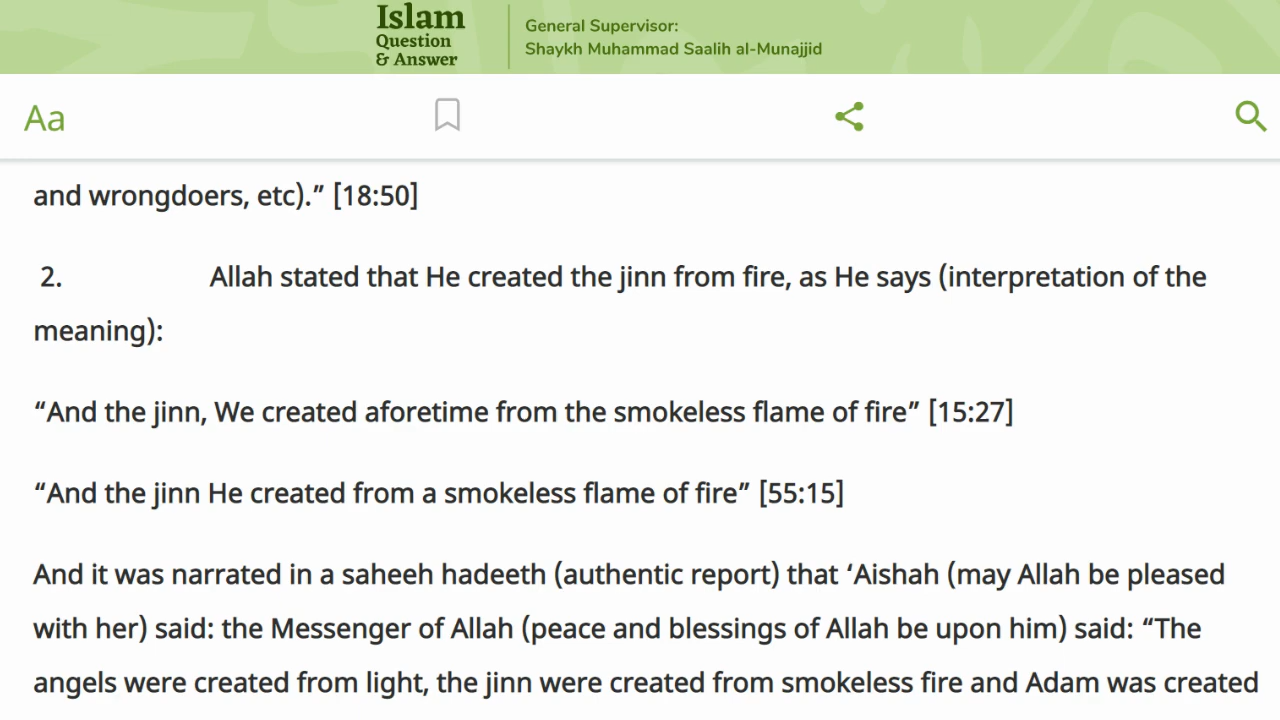 Islam
Question
& Answer
General Supervisor:
Shaykh Muhammad Saalih al-Munajjid
Aa
and wrongdoers, etc).” [18:50]
2. Allah stated that He created the jinn from fire, as He says (interpretation of the
meaning):
“And the jinn, We created aforetime from the smokeless flame of fire” [15:27]
“And the jinn He created from a smokeless flame of fire” [55:15]
And it was narrated in a saheeh hadeeth (authentic report) that ‘Aishah (may Allah be pleased
with her) said: the Messenger of Allah (peace and blessings of Allah be upon him) said: “The
angels were created from light, the jinn were created from smokeless fire and Adam was created